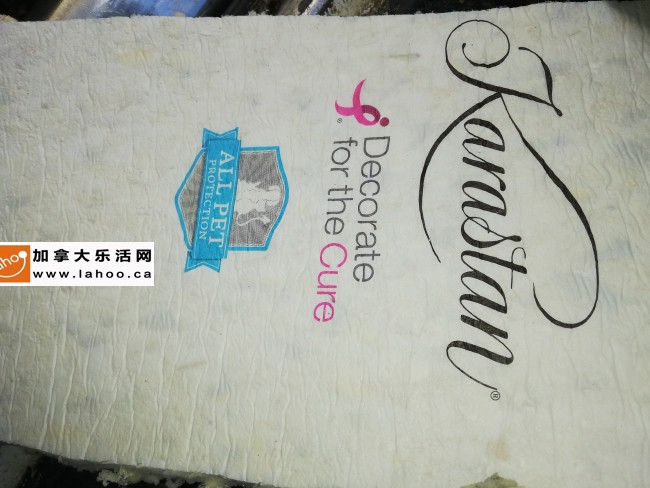 Karastan®
Decorate
for the Cure
®
ALL PET
PROTECTION
加拿大乐活网
lahoo
www.lahoo.ca